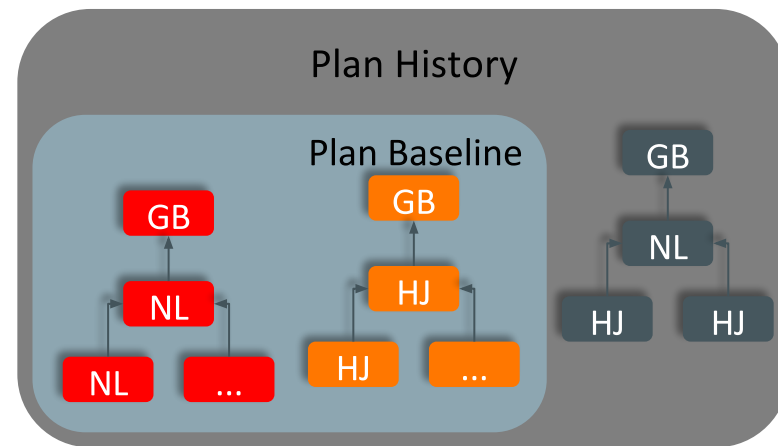 Plan History
Plan Baseline
GB
NL
NL
...
GB
HJ
HJ
...
GB
NL
HJ
HJ